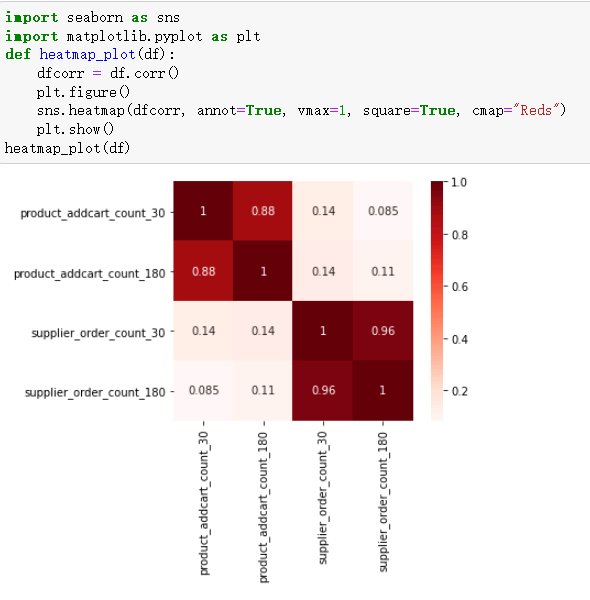 import seaborn as sns
import matplotlib.pyplot as plt
def heatmap_plot(df):
    dfcorr = df.corr()
    plt.figure()
    sns.heatmap(dfcorr, annot=True, vmax=1, square=True, cmap="Reds")
    plt.show()
heatmap_plot(df)
1.0
product_addcart_count_30 1 0.88 0.14 0.085
0.8
product_addcart_count_180 0.88 1 0.14 0.11
0.6
supplier_order_count_30 0.14 0.14 1 0.96
0.4
supplier_order_count_180 0.085 0.11 0.96 1
0.2
product_addcart_count_30
product_addcart_count_180
supplier_order_count_30
supplier_order_count_180